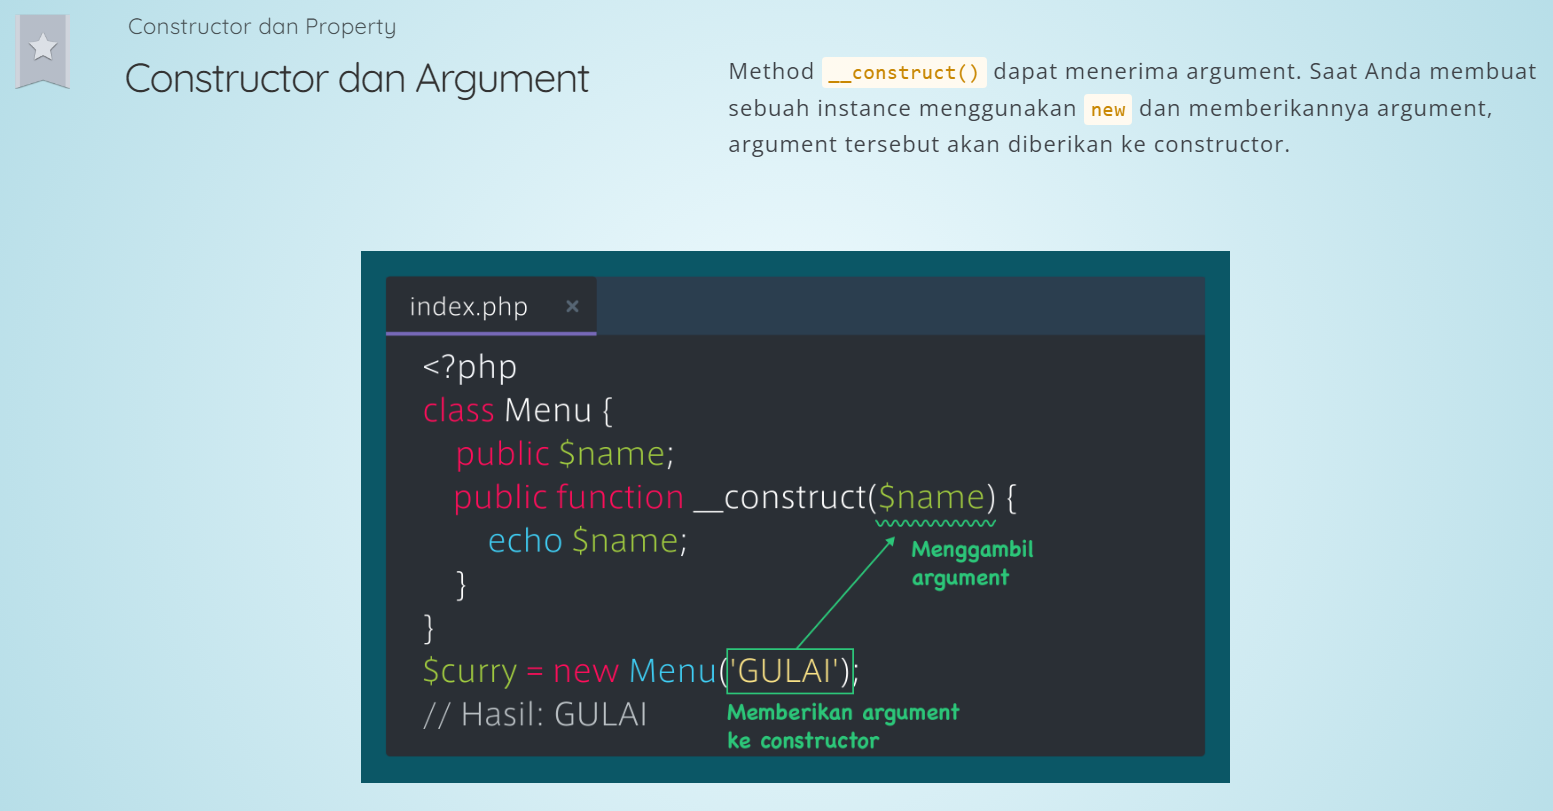 Constructor dan Property
Constructor dan Argument
Method __construct() dapat menerima argument. Saat Anda membuat
sebuah instance menggunakan new dan memberikannya argument,
argument tersebut akan diberikan ke constructor.
index.php ×
<?php
class Menu {
public $name;
public function __construct($name) {
echo $name;
Menggambil
argument
}
}
$curry = new Menu('GULAI');
// Hasil: GULAI
Memberikan argument
ke constructor